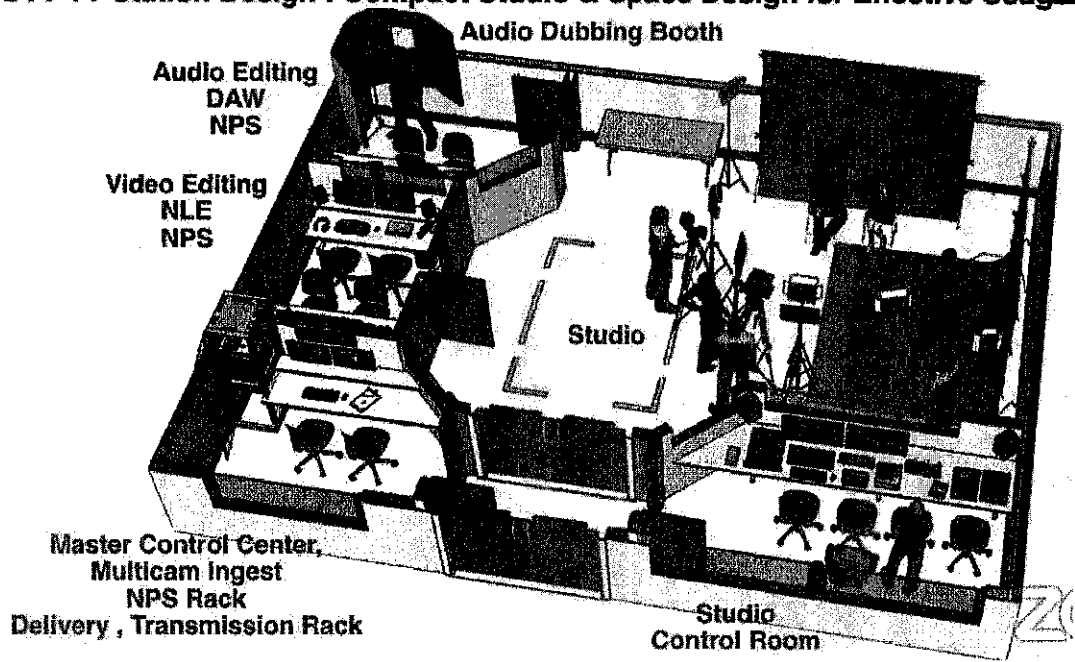 Audio Dubbing Booth
Audio Editing
DAW
NPS
Video Editing
NLE
NPS
Studio
Master Control Center,
Multicam Ingest
NPS Rack
Delivery , Transmission Rack
Studio
Control Room